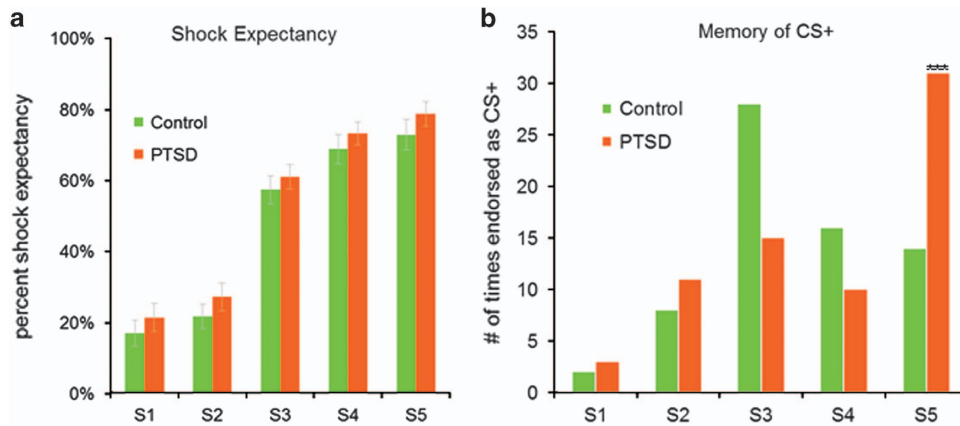 a
Shock Expectancy
percent shock expectancy
100%
80%
60%
40%
20%
0%
Control
PTSD
S1 S2 S3 S4 S5
b
Memory of CS+
# of times endorsed as CS+
35
30
25
20
15
10
5
0
Control
PTSD
***
S1 S2 S3 S4 S5